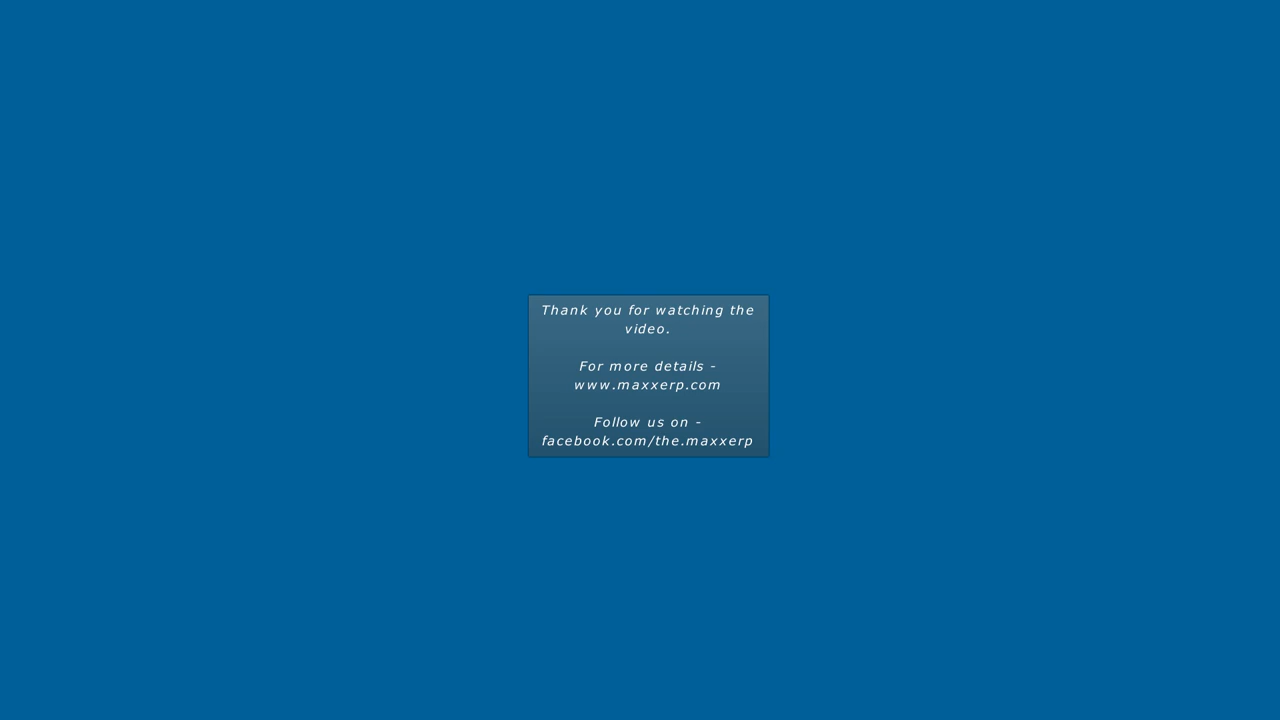 Thank you for watching the
video.
For more details -
www.maxxerp.com
Follow us on -
facebook.com/the.maxxerp